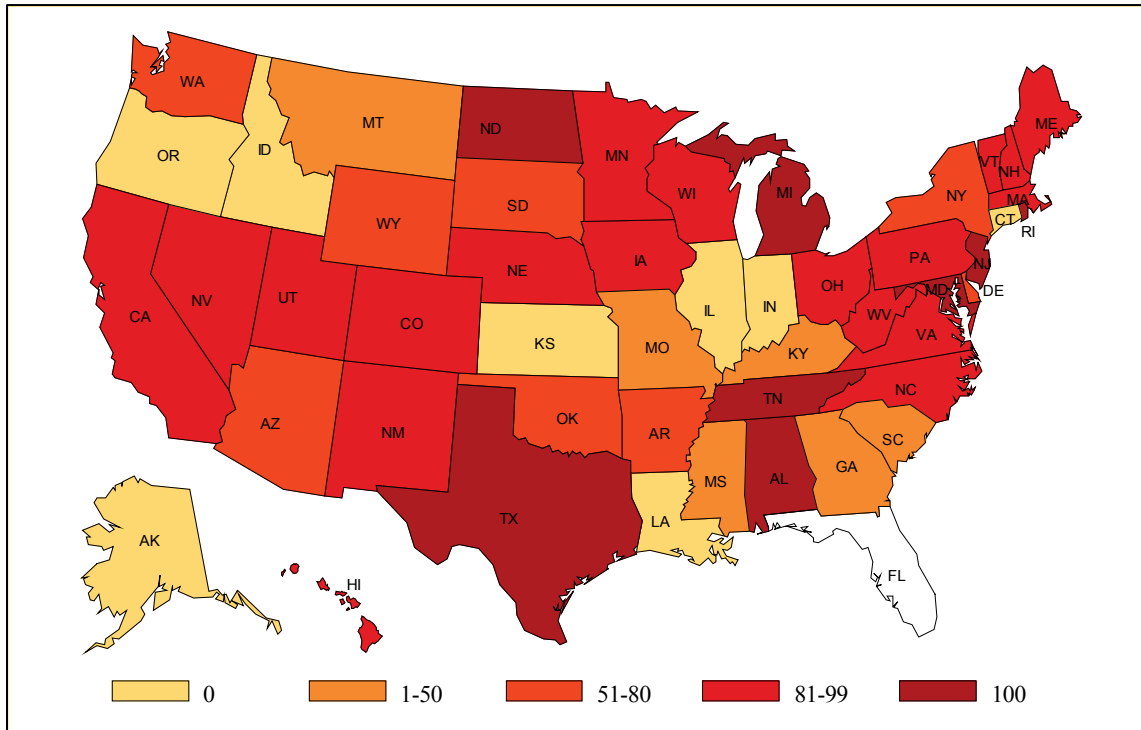 WA
MT
ND
ME
OR
ID
MN
VT
NH
WI
MI
NY
MA
SD
WY
CT
RI
PA
IA
NE
NJ
OH
MD
DE
NV
UT
IL
IN
CA
CO
WV
VA
KS
MO
KY
NC
TN
AZ
OK
AR
NM
SC
GA
MS
AL
TX
LA
AK
FL
HI
0 1-50 51-80 81-99 100